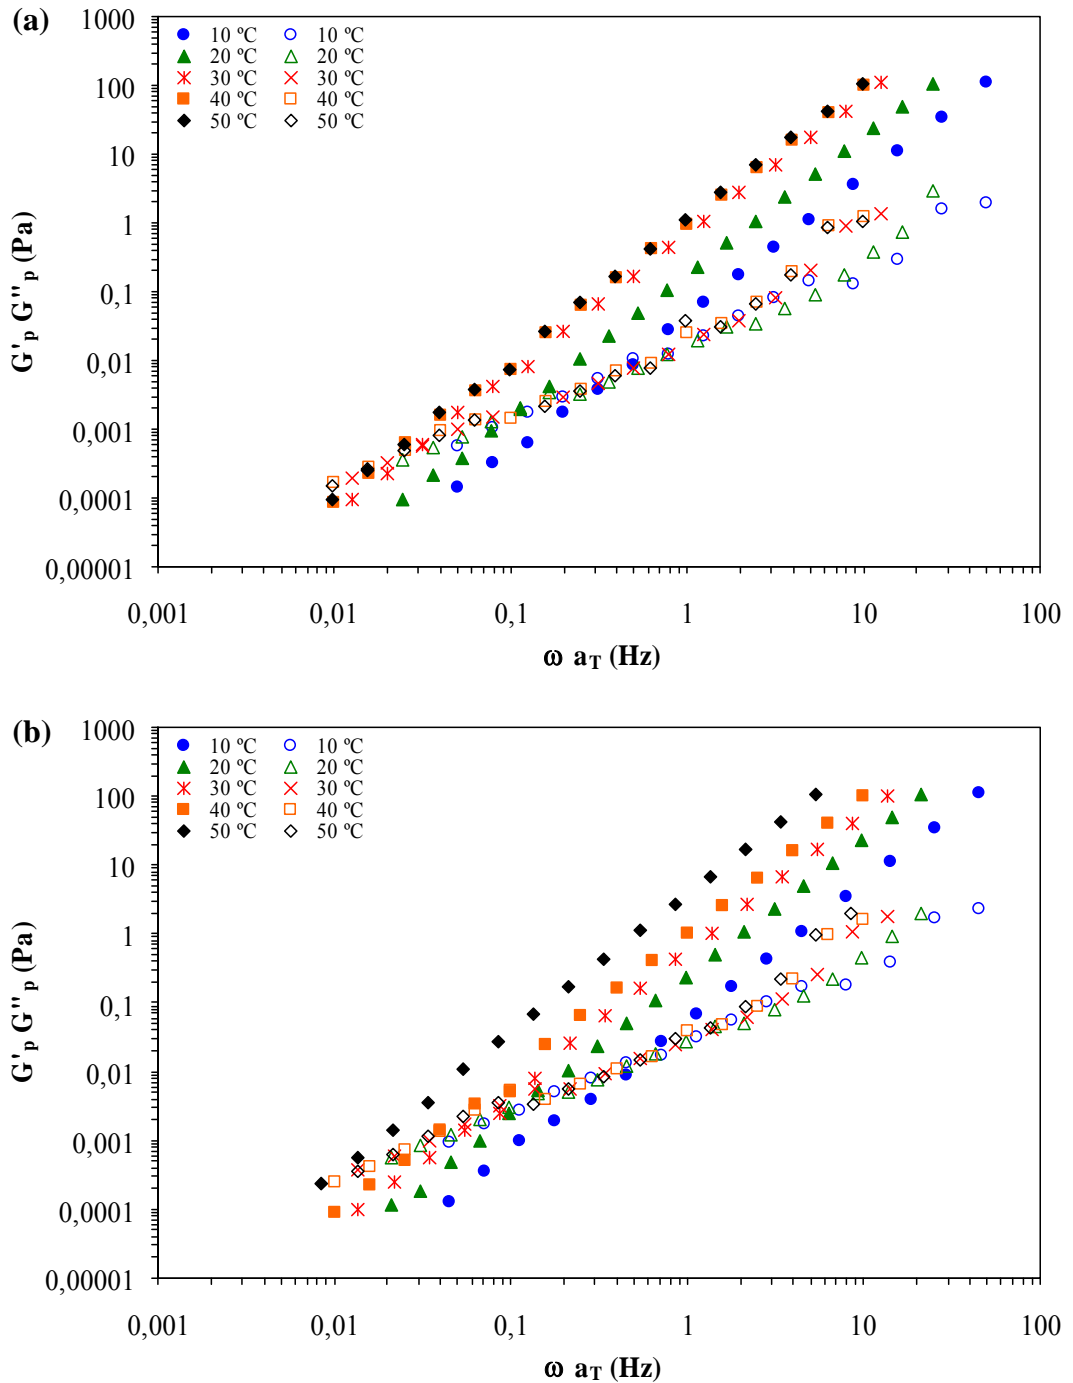 (a)
1000
100
10
1
0,1
0,01
0,001
0,0001
0,00001
G'p G''p (Pa)
10 ºC 10 ºC
20 ºC 20 ºC
30 ºC 30 ºC
40 ºC 40 ºC
50 ºC 50 ºC
0,001 0,01 0,1 1 10 100
ω aT (Hz)
(b)
1000
100
10
1
0,1
0,01
0,001
0,0001
0,00001
G'p G''p (Pa)
10 ºC 10 ºC
20 ºC 20 ºC
30 ºC 30 ºC
40 ºC 40 ºC
50 ºC 50 ºC
0,001 0,01 0,1 1 10 100
ω aT (Hz)